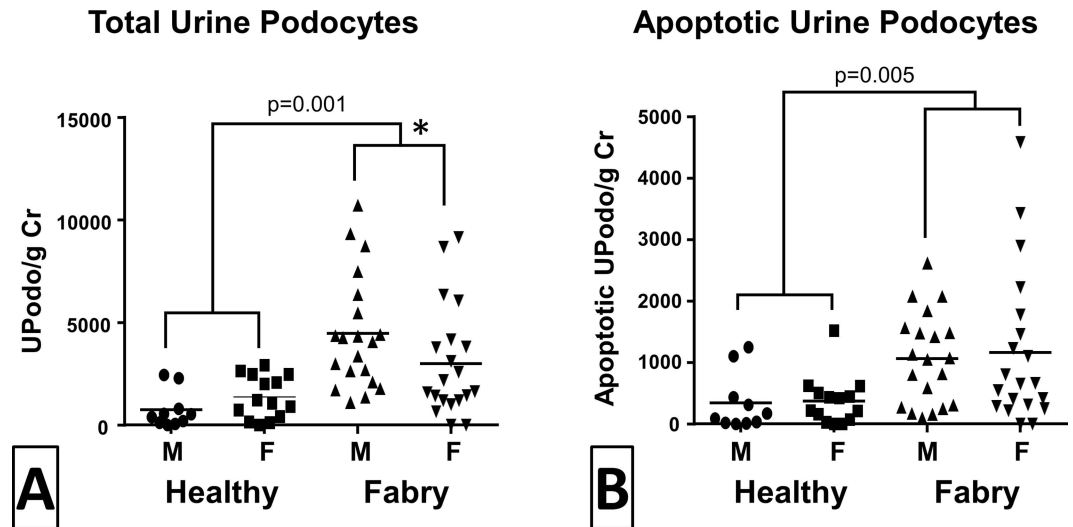 Total Urine Podocytes
p=0.001
*
15000
10000
5000
0
UPodo/g Cr
M F M F
Healthy Fabry
A
Apoptotic Urine Podocytes
p=0.005
5000
4000
3000
2000
1000
0
Apoptotic UPodo/g Cr
M F M F
Healthy Fabry
B